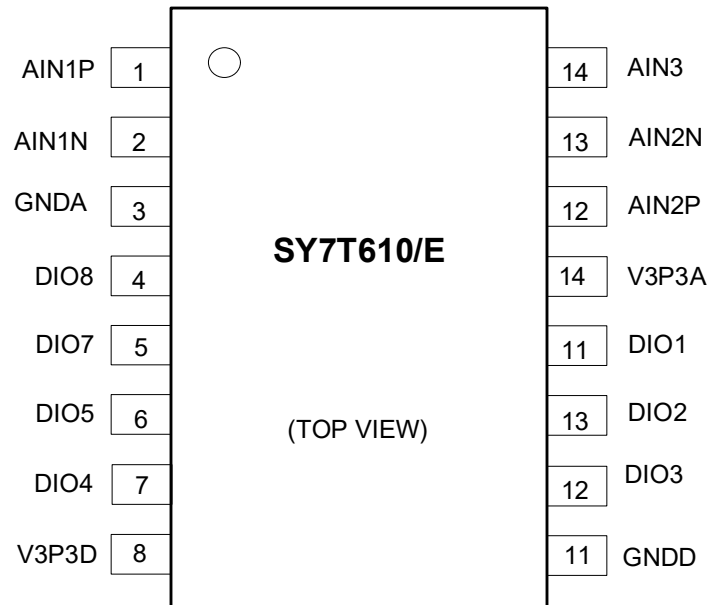 AIN1P 1 14 AIN3
AIN1N 2 13 AIN2N
GNDA 3 12 AIN2P
SY7T610/E
DIO8 4 14 V3P3A
DIO7 5 11 DIO1
DIO5 6 13 DIO2
(TOP VIEW)
DIO4 7 12 DIO3
V3P3D 8 11 GNDD